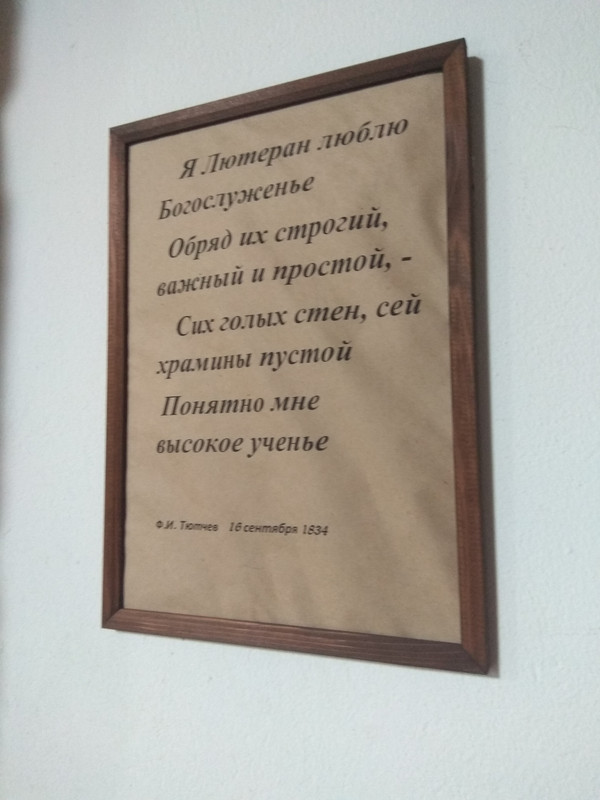 Я Лютеран люблю
Богослуженье
Обряд их строгий,
важный и простой, -
Сих голых стен, сей
храмины пустой
Понятно мне
высокое ученье
Ф.И. Тютчев 16 сентября 1834